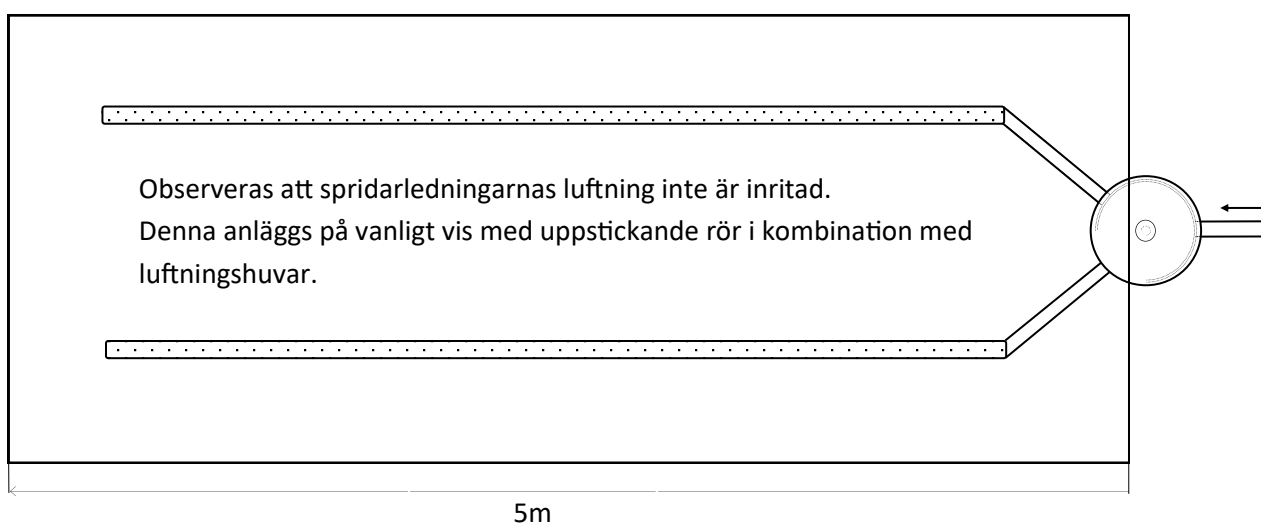 Observeras att spridarledningarnas luftning inte är inritad.
Denna anläggs på vanligt vis med uppstickande rör i kombination med
luftningshuvar.
5m